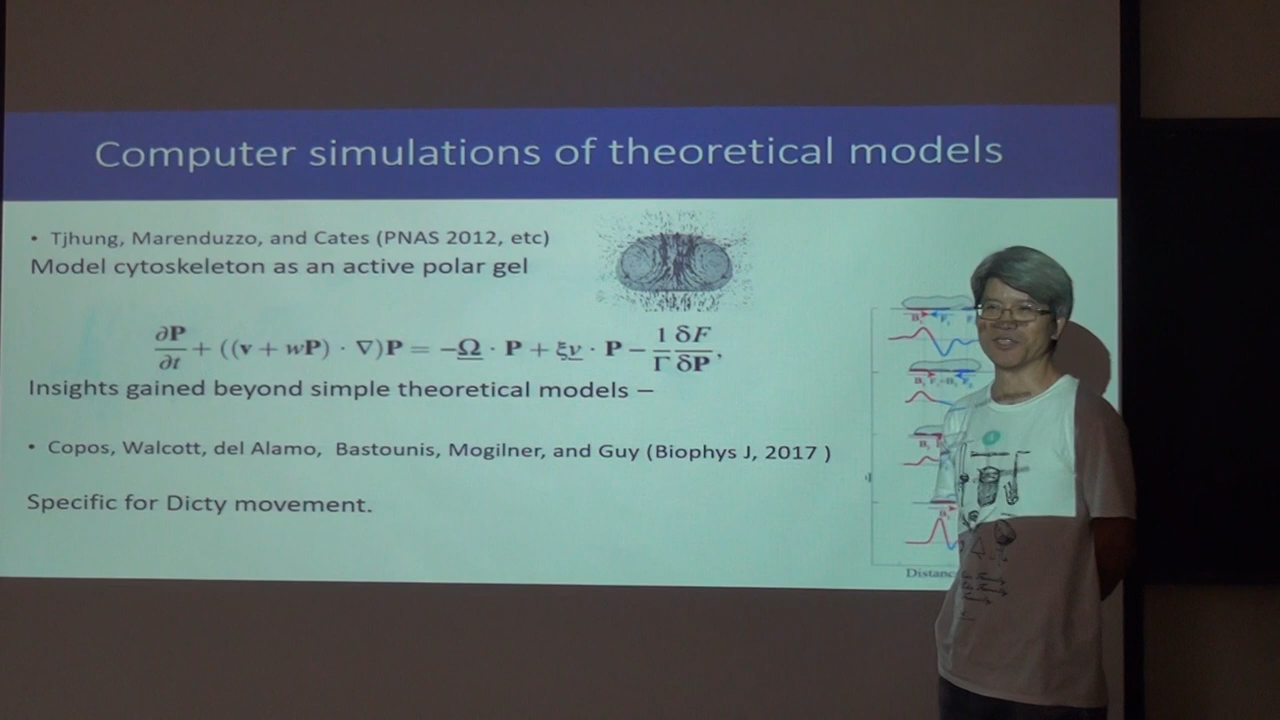 Computer simulations of theoretical models
• Tjhung, Marenduzzo, and Cates (PNAS 2012, etc)
Model cytoskeleton as an active polar gel
∂P/∂t + ((v + wP) · ∇)P = −Ω · P + ξv · P − 1/Γ δF/δP,
Insights gained beyond simple theoretical models –
• Copos, Walcott, del Alamo, Bastounis, Mogilner, and Guy (Biophys J, 2017 )
Specific for Dicty movement.